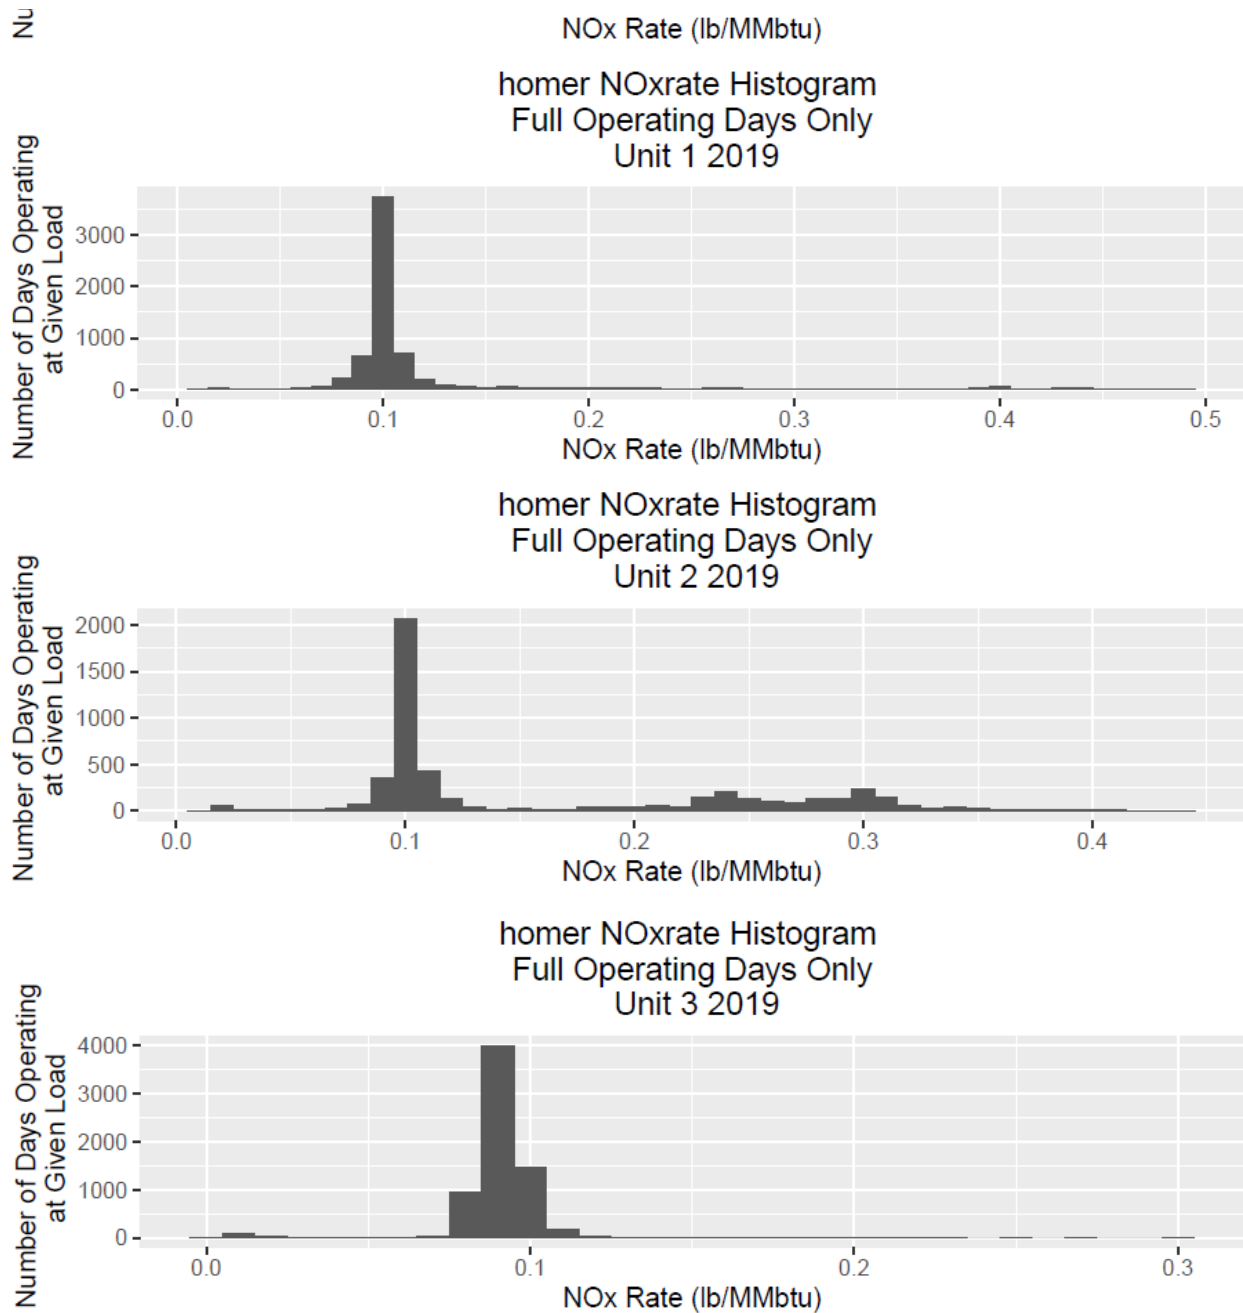 Nu
NOx Rate (lb/MMbtu)
homer NOxrate Histogram
Full Operating Days Only
Unit 1 2019
Number of Days Operating
at Given Load
3000
2000
1000
0
0.0 0.1 0.2 0.3 0.4 0.5
NOx Rate (lb/MMbtu)
homer NOxrate Histogram
Full Operating Days Only
Unit 2 2019
Number of Days Operating
at Given Load
2000
1500
1000
500
0
0.0 0.1 0.2 0.3 0.4
NOx Rate (lb/MMbtu)
homer NOxrate Histogram
Full Operating Days Only
Unit 3 2019
Number of Days Operating
at Given Load
4000
3000
2000
1000
0
0.0 0.1 0.2 0.3
NOx Rate (lb/MMbtu)